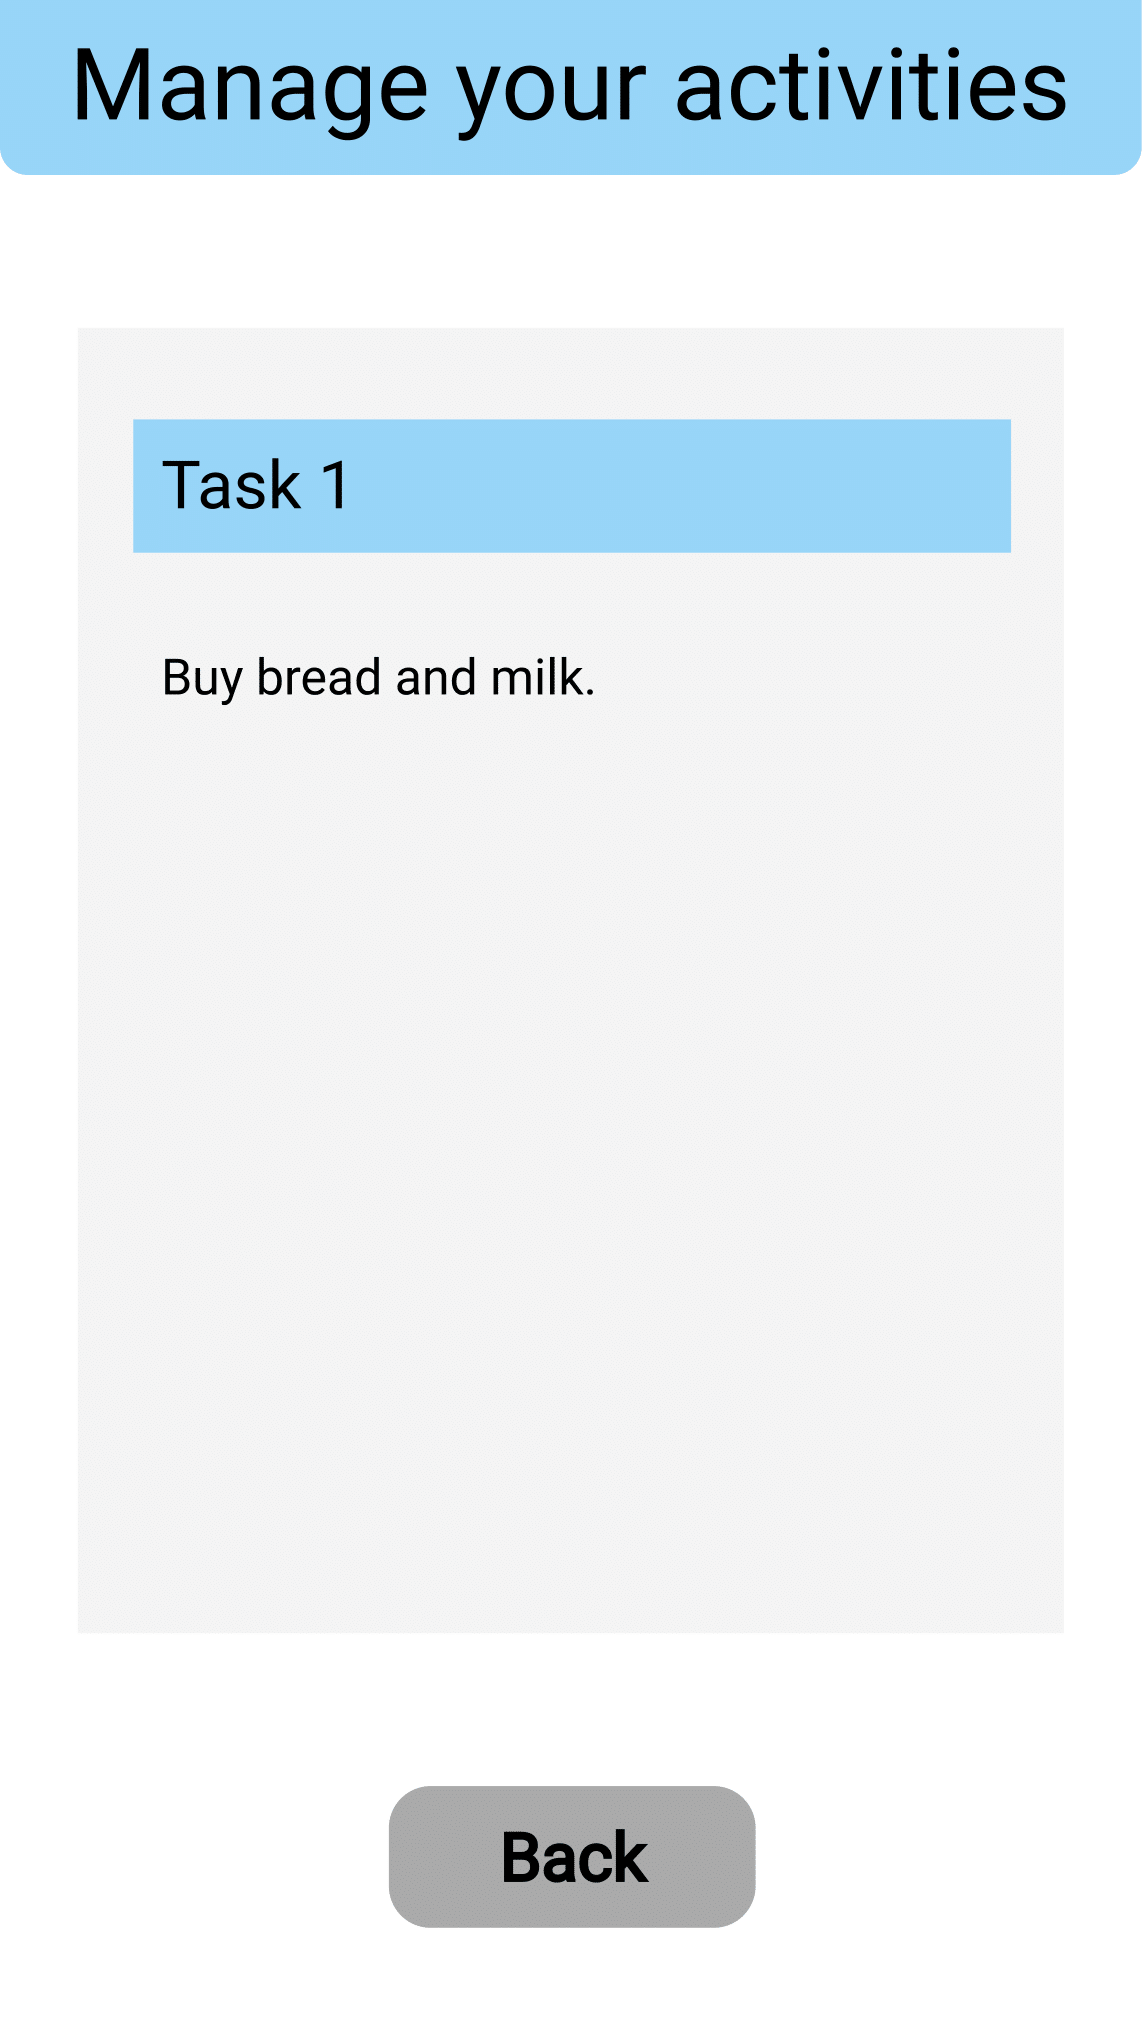 Manage your activities
Task 1
Buy bread and milk.
Back